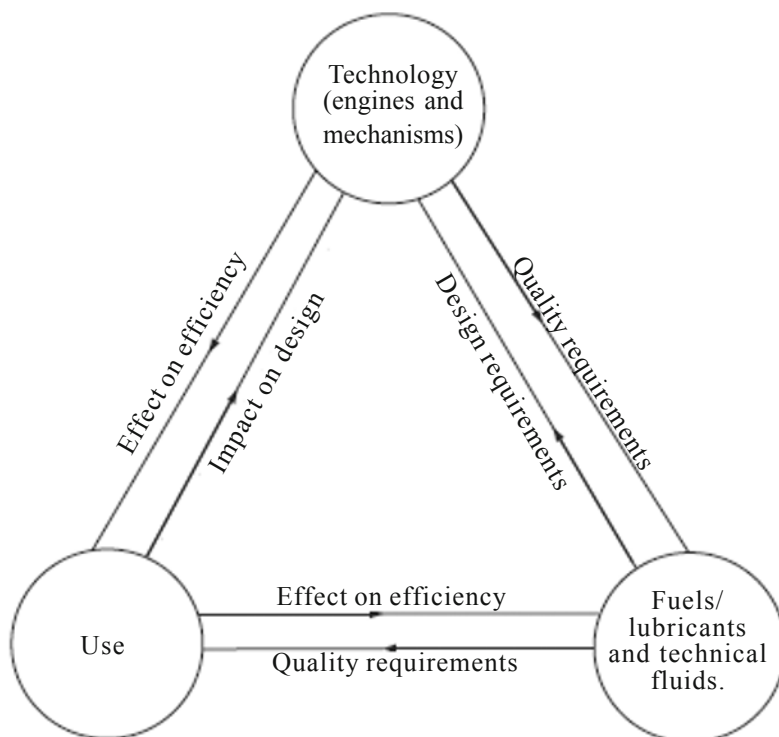 Technology
(engines and
mechanisms)
Effect on efficiency
Impact on design
Design requirements
Quality requirements
Effect on efficiency
Quality requirements
Use
Fuels/
lubricants
and technical
fluids.